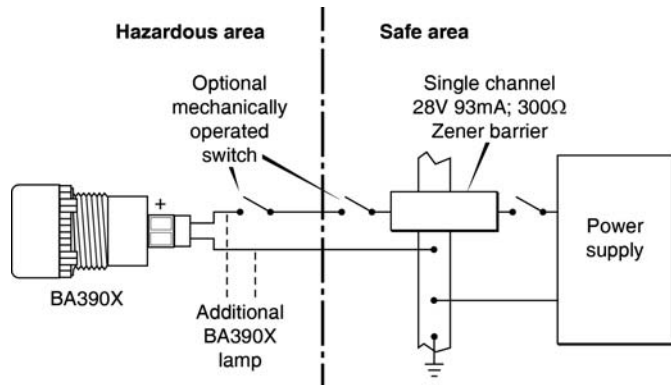 Hazardous area
Safe area
Optional
mechanically
operated
switch
Single channel
28V 93mA; 300Ω
Zener barrier
+
Power
supply
BA390X
Additional
BA390X
lamp